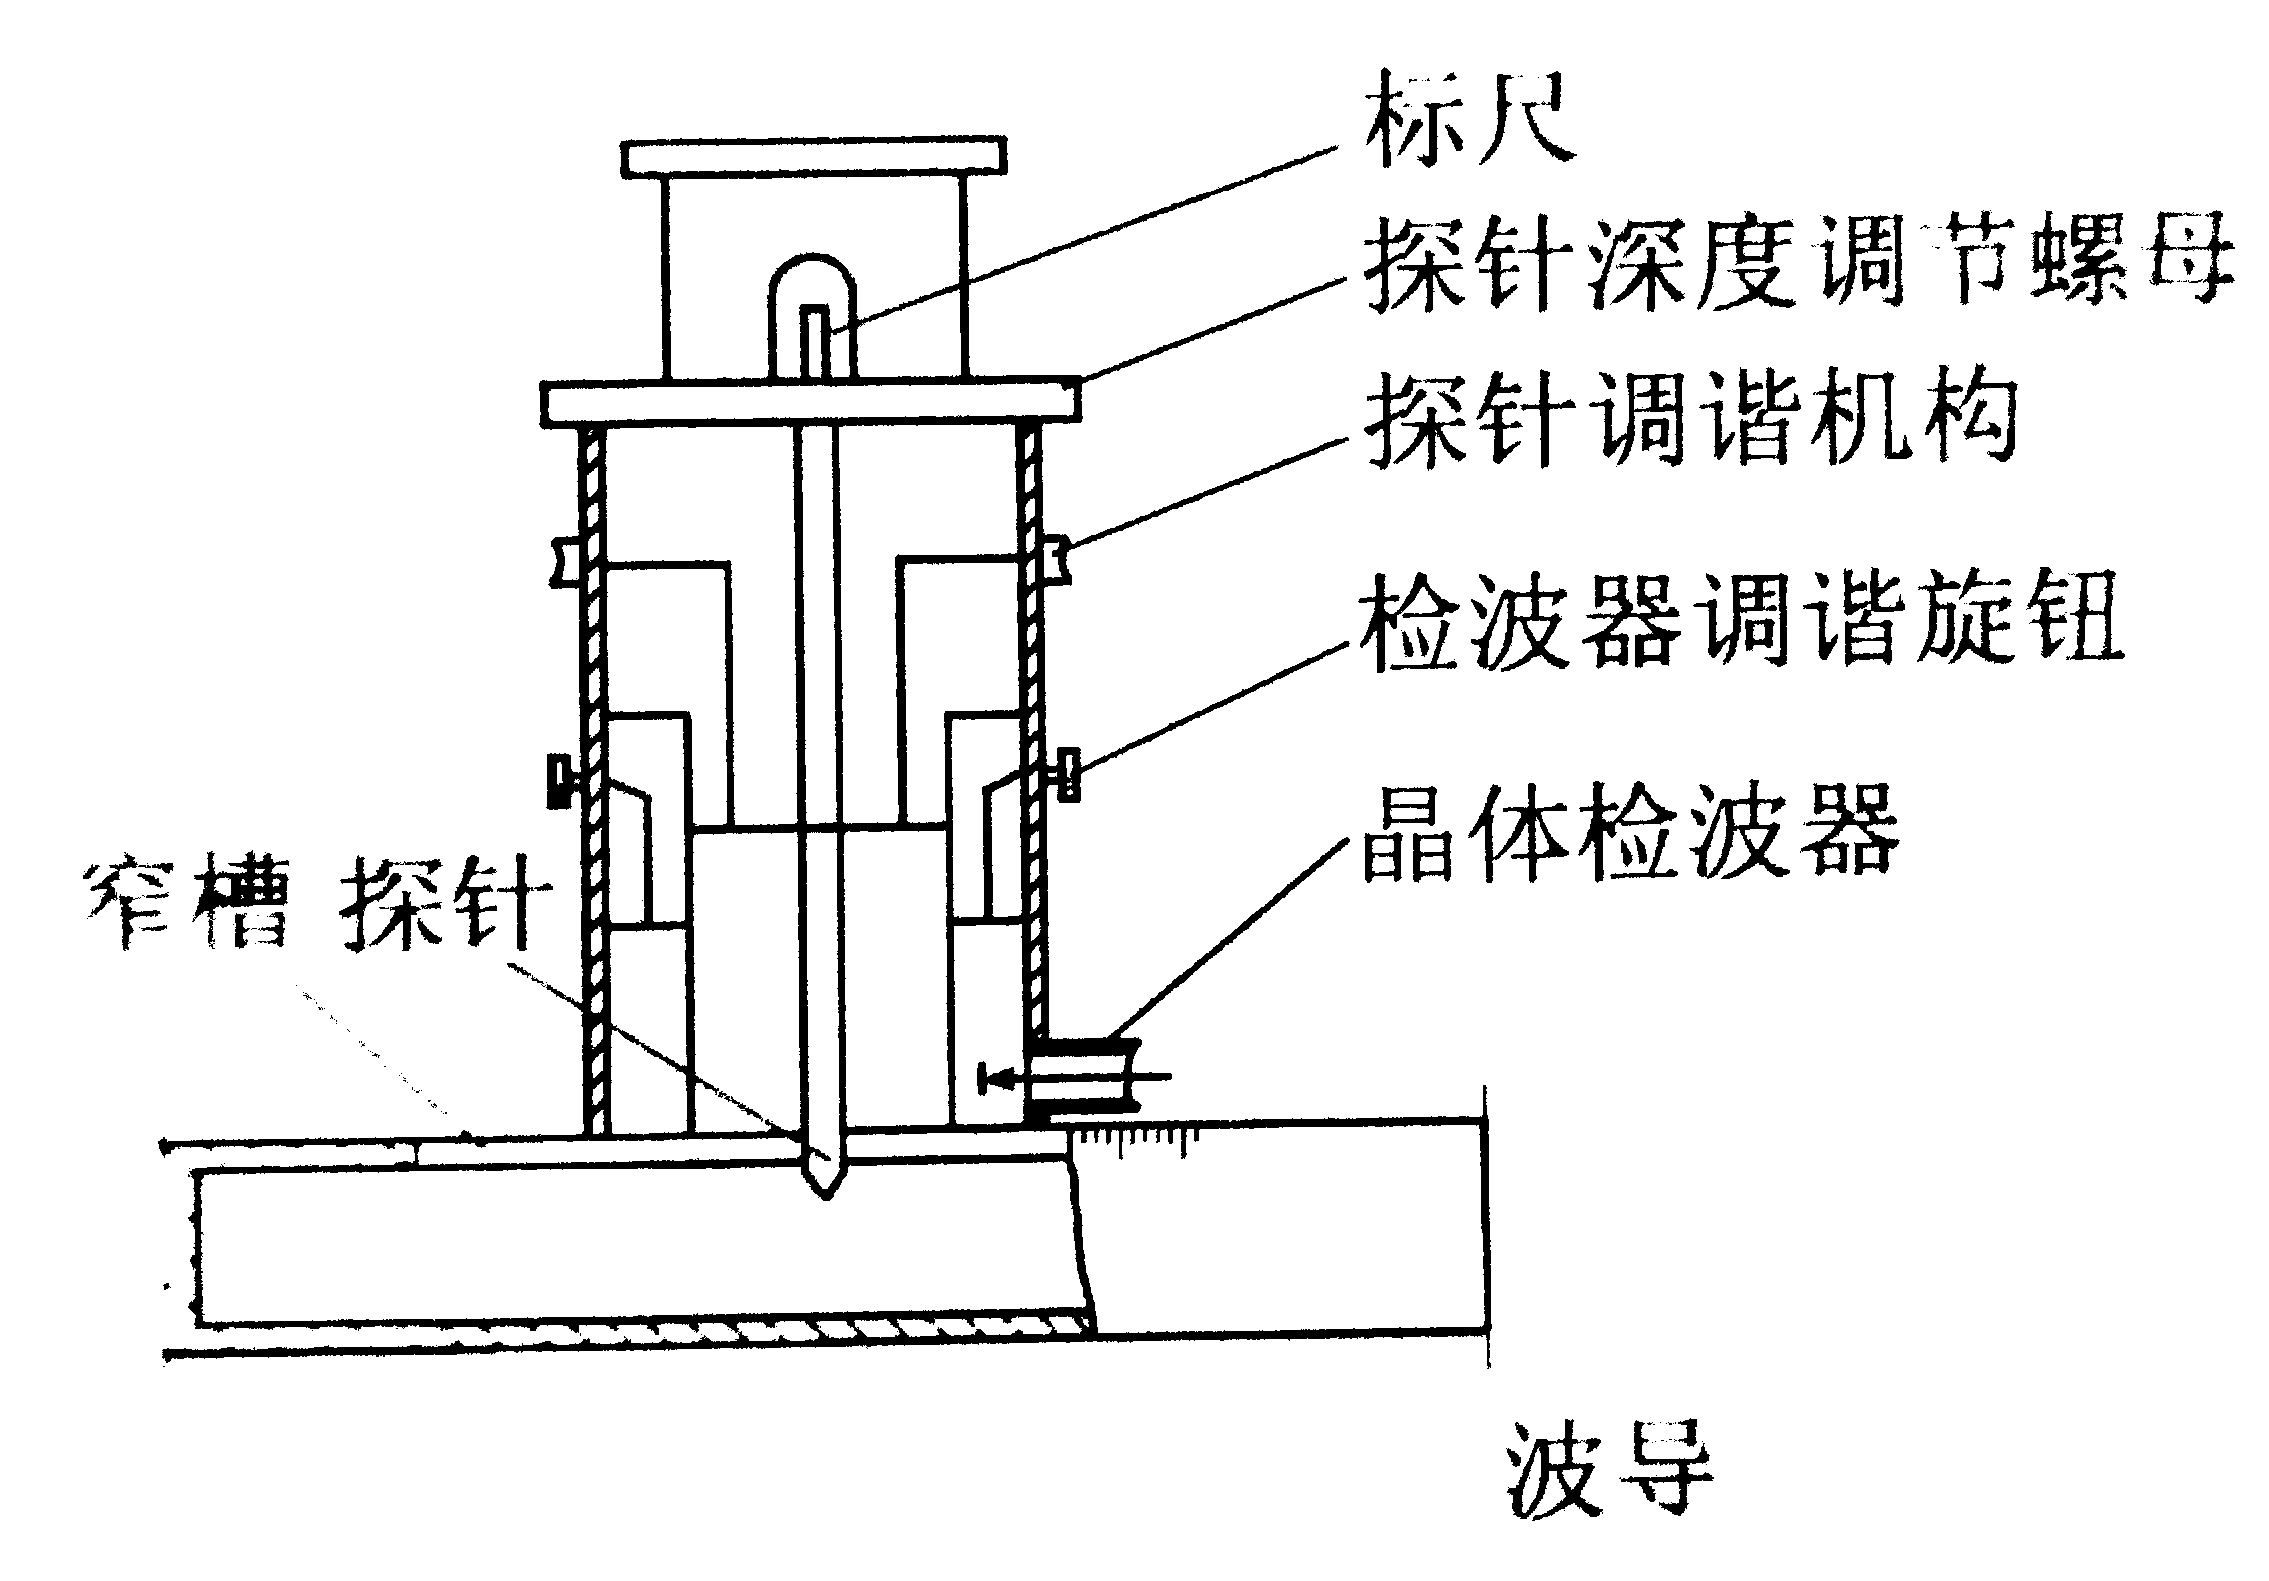 标尺
探针深度调节螺母
探针调谐机构
检波器调谐旋钮
晶体检波器
窄槽 探针
波导